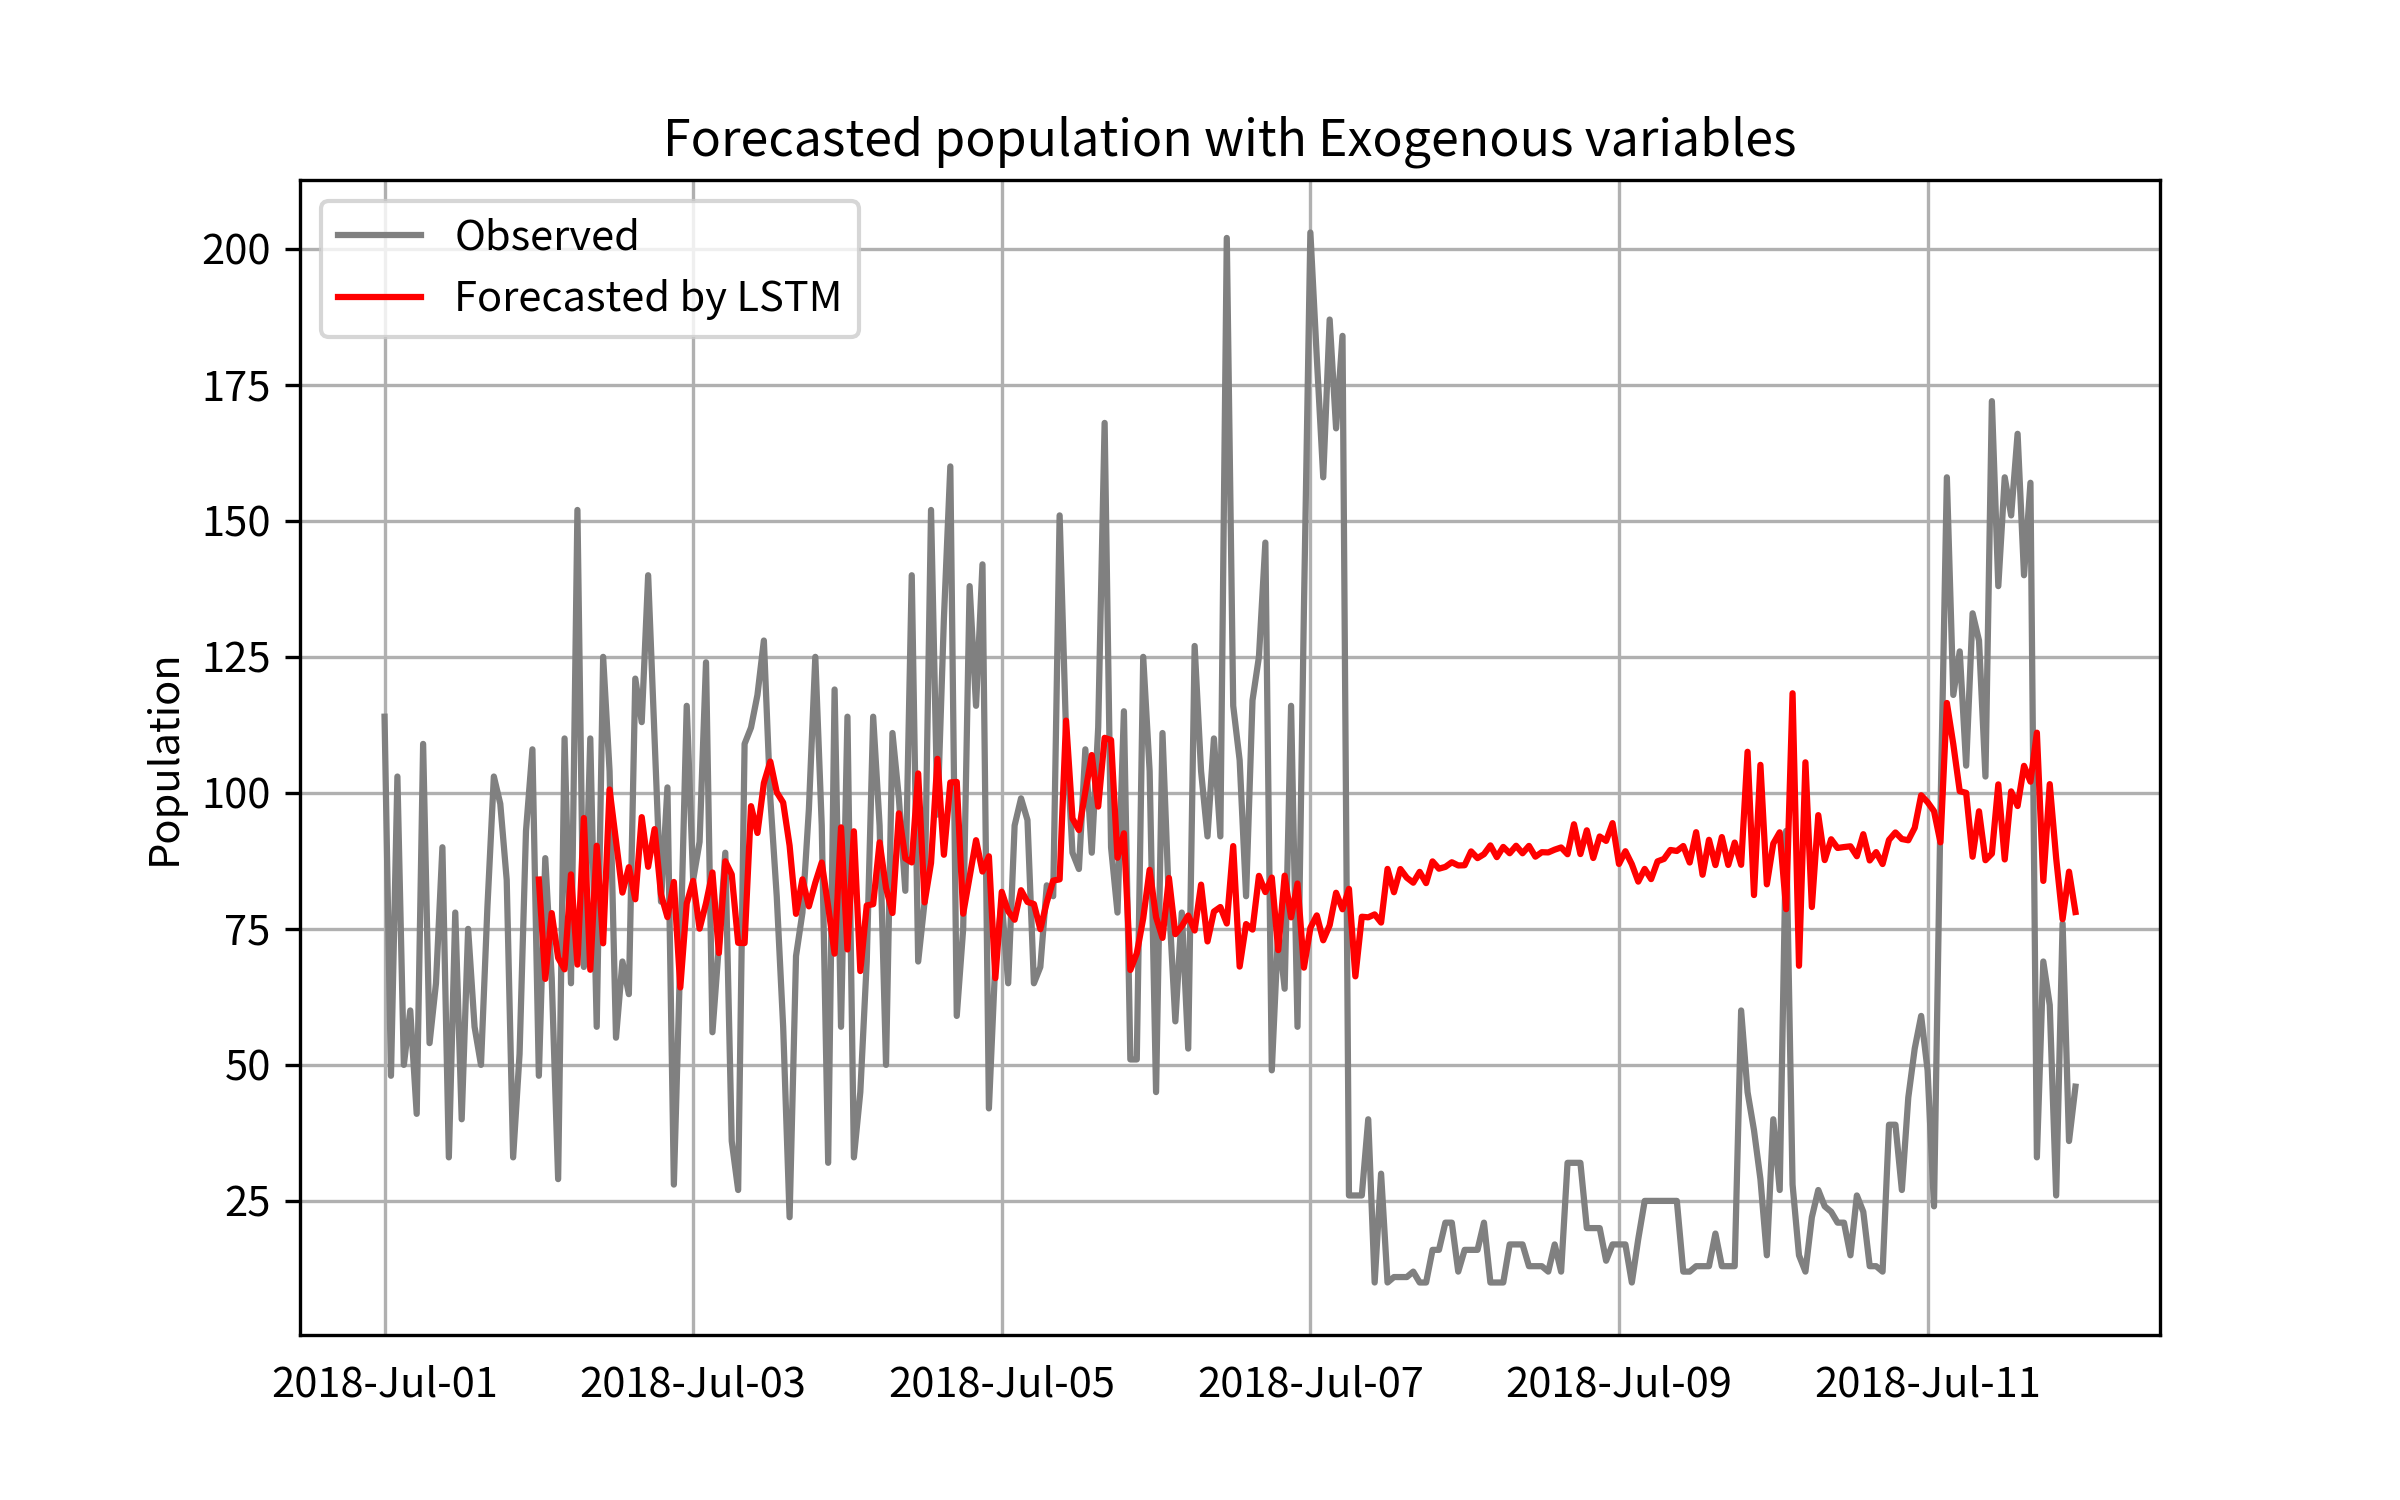 Forecasted population with Exogenous variables
Observed
Forecasted by LSTM
Population
200
175
150
125
100
75
50
25
2018-Jul-01
2018-Jul-03
2018-Jul-05
2018-Jul-07
2018-Jul-09
2018-Jul-11